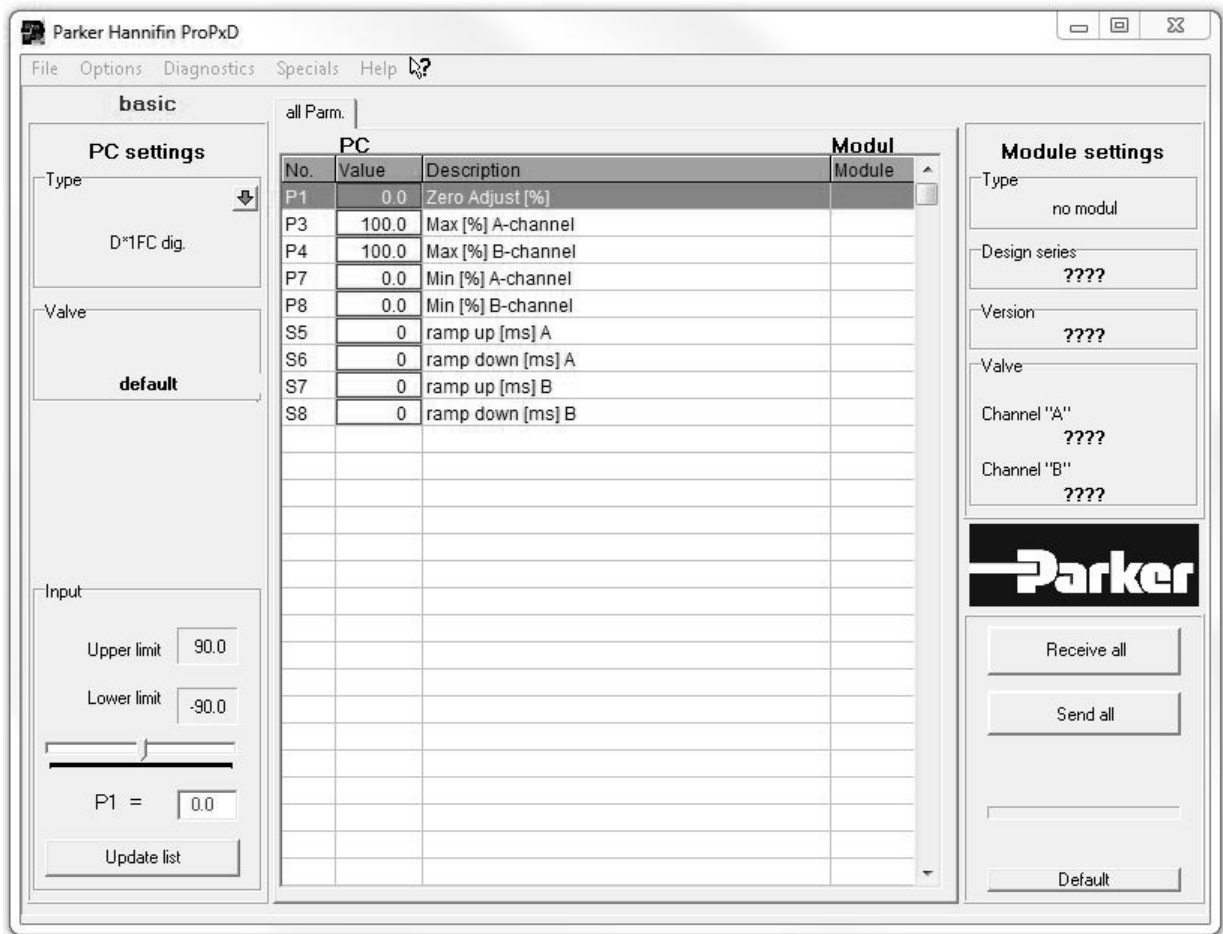 Parker Hannifin ProPxD
File Options Diagnostics Specials Help
basic
PC settings
Type
D*1FC dig.
Valve
default
Input
Upper limit 90.0
Lower limit -90.0
P1 = 0.0
Update list
all Parm.
PC Modul
No. Value Description Module
P1 0.0 Zero Adjust [%]
P3 100.0 Max [%] A-channel
P4 100.0 Max [%] B-channel
P7 0.0 Min [%] A-channel
P8 0.0 Min [%] B-channel
S5 0 ramp up [ms] A
S6 0 ramp down [ms] A
S7 0 ramp up [ms] B
S8 0 ramp down [ms] B
Module settings
Type
no modul
Design series
????
Version
????
Valve
Channel "A"
????
Channel "B"
????
Parker
Receive all
Send all
Default